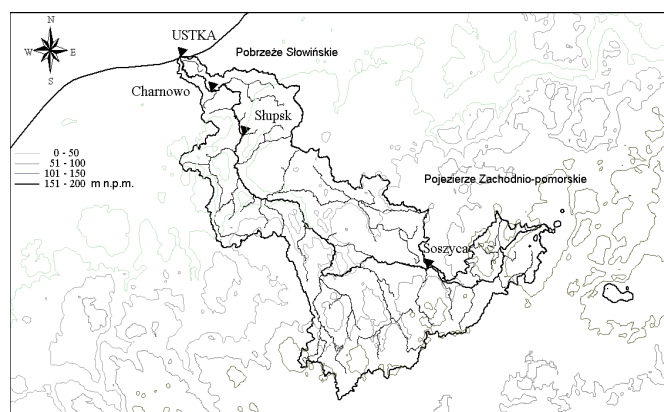 N
W E
S
USTKA
Pobrzeże Słowińskie
Charnowo
Słupsk
0 - 50
51 - 100
101 - 150
151 - 200 m n.p.m.
Pojezierze Zachodnio-pomorskie
Soszyca